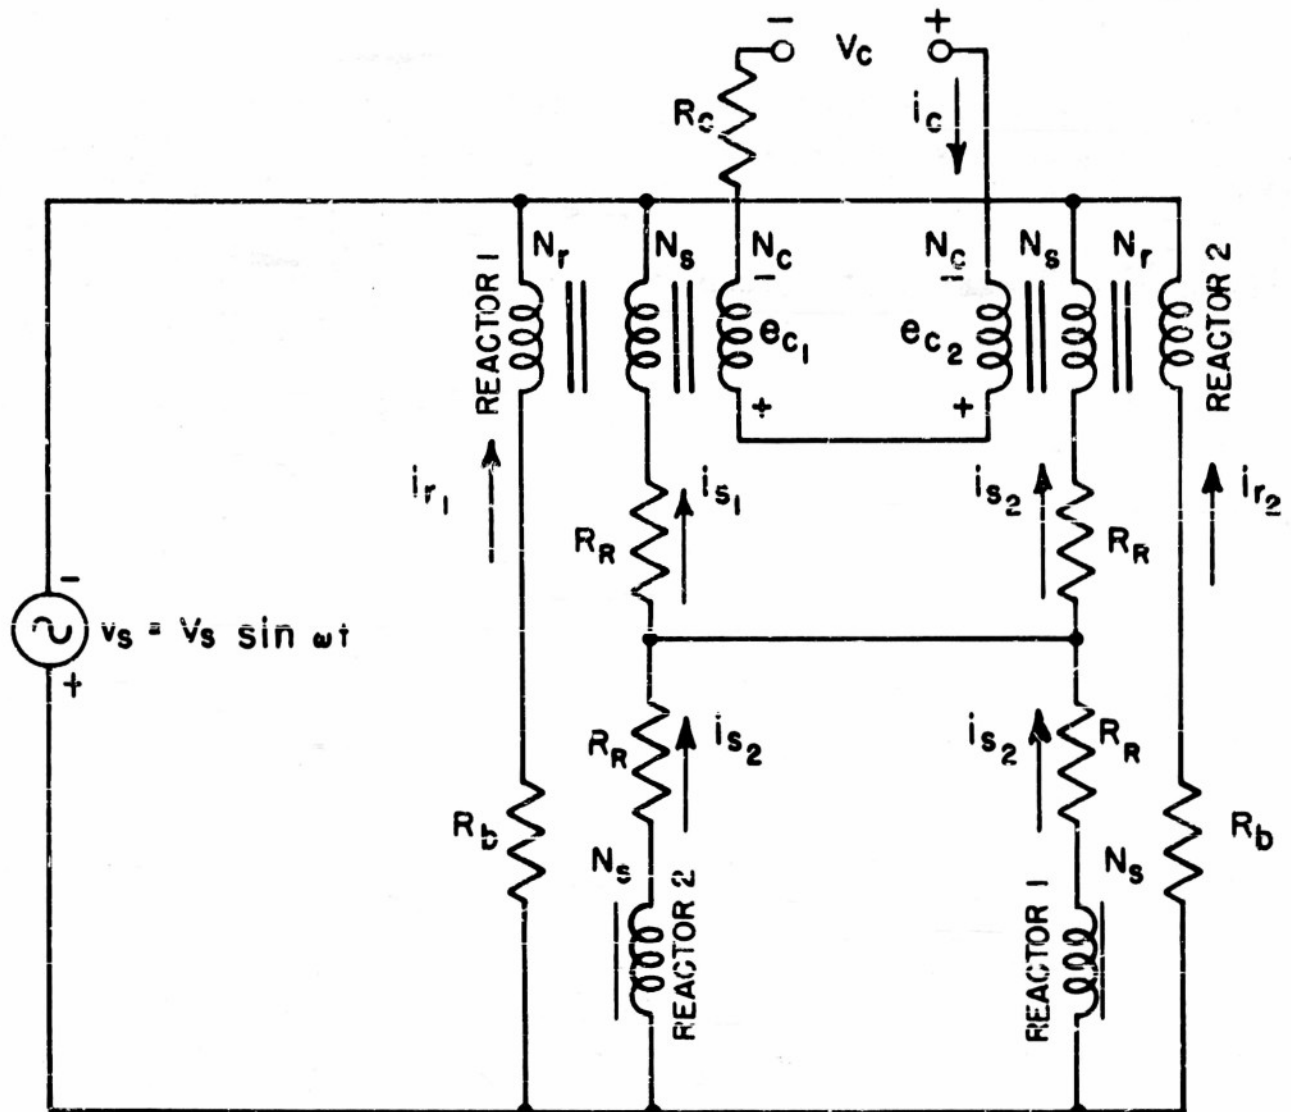 - Vc +
Rc
ic
Nr
Ns
Nc
Nc
Ns
Nr
REACTOR 1
REACTOR 2
-
-
ec1
ec2
+
+
ir1
is1
is2
ir2
RR
RR
-
vs = Vs sin ωt
+
RR
is2
is2
RR
Rb
Rb
Ns
Ns
REACTOR 2
REACTOR 1